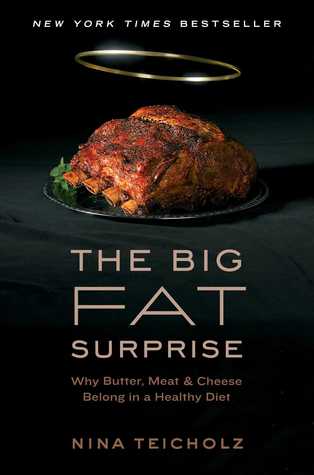 NEW YORK TIMES BESTSELLER
THE BIG
FAT
SURPRISE
Why Butter, Meat & Cheese
Belong in a Healthy Diet
NINA TEICHOLZ